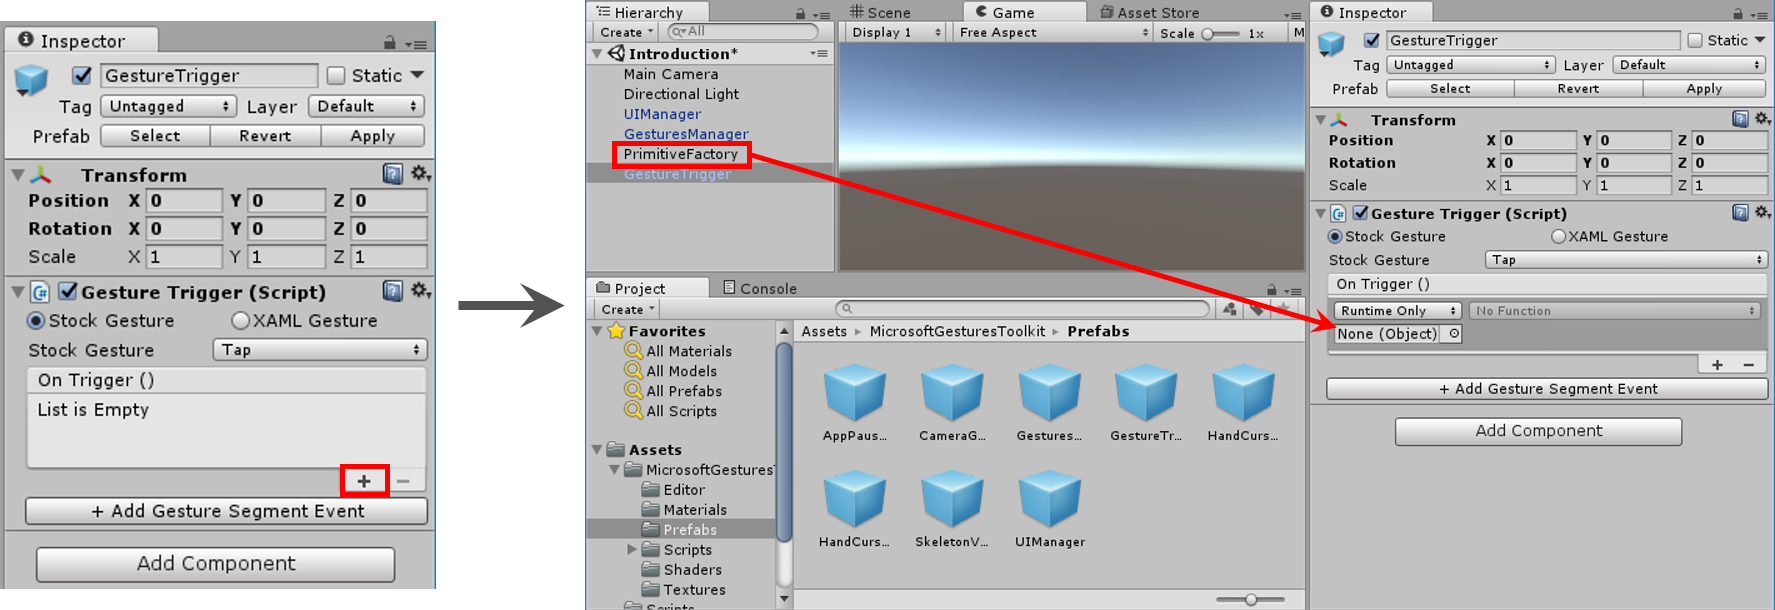 Inspector
GestureTrigger Static
Tag Untagged Layer Default
Prefab Select Revert Apply
Transform
Position X 0 Y 0 Z 0
Rotation X 0 Y 0 Z 0
Scale X 1 Y 1 Z 1
Gesture Trigger (Script)
Stock Gesture XAML Gesture
Stock Gesture Tap
On Trigger ()
List is Empty
+ −
+ Add Gesture Segment Event
Add Component
Hierarchy
Create All
Introduction*
Main Camera
Directional Light
UIManager
GesturesManager
PrimitiveFactory
GestureTrigger
Scene Game Asset Store
Display 1 Free Aspect Scale 1x M
Project Console
Create
Favorites
All Materials
All Models
All Prefabs
All Scripts
Assets
MicrosoftGesturesT
Editor
Materials
Prefabs
Scripts
Shaders
Textures
Scripts
Assets ▸ MicrosoftGesturesToolkit ▸ Prefabs
AppPaus... CameraG... Gestures... GestureTr... HandCurs...
HandCurs... SkeletonV... UIManager
Inspector
GestureTrigger Static
Tag Untagged Layer Default
Prefab Select Revert Apply
Transform
Position X 0 Y 0 Z 0
Rotation X 0 Y 0 Z 0
Scale X 1 Y 1 Z 1
Gesture Trigger (Script)
Stock Gesture XAML Gesture
Stock Gesture Tap
On Trigger ()
Runtime Only No Function
None (Object)
+ −
+ Add Gesture Segment Event
Add Component